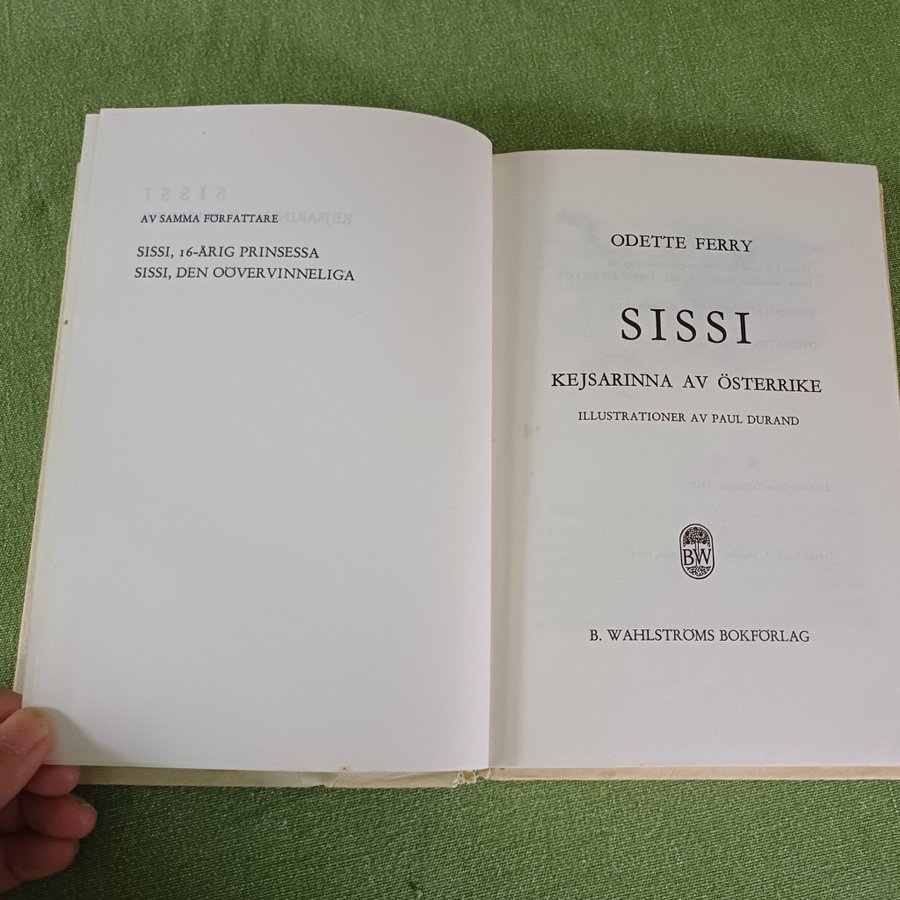 AV SAMMA FÖRFATTARE
SISSI, 16-ÅRIG PRINSESSA
SISSI, DEN OÖVERVINNELIGA
ODETTE FERRY
SISSI
KEJSARINNA AV ÖSTERRIKE
ILLUSTRATIONER AV PAUL DURAND
BW
B. WAHLSTRÖMS BOKFÖRLAG